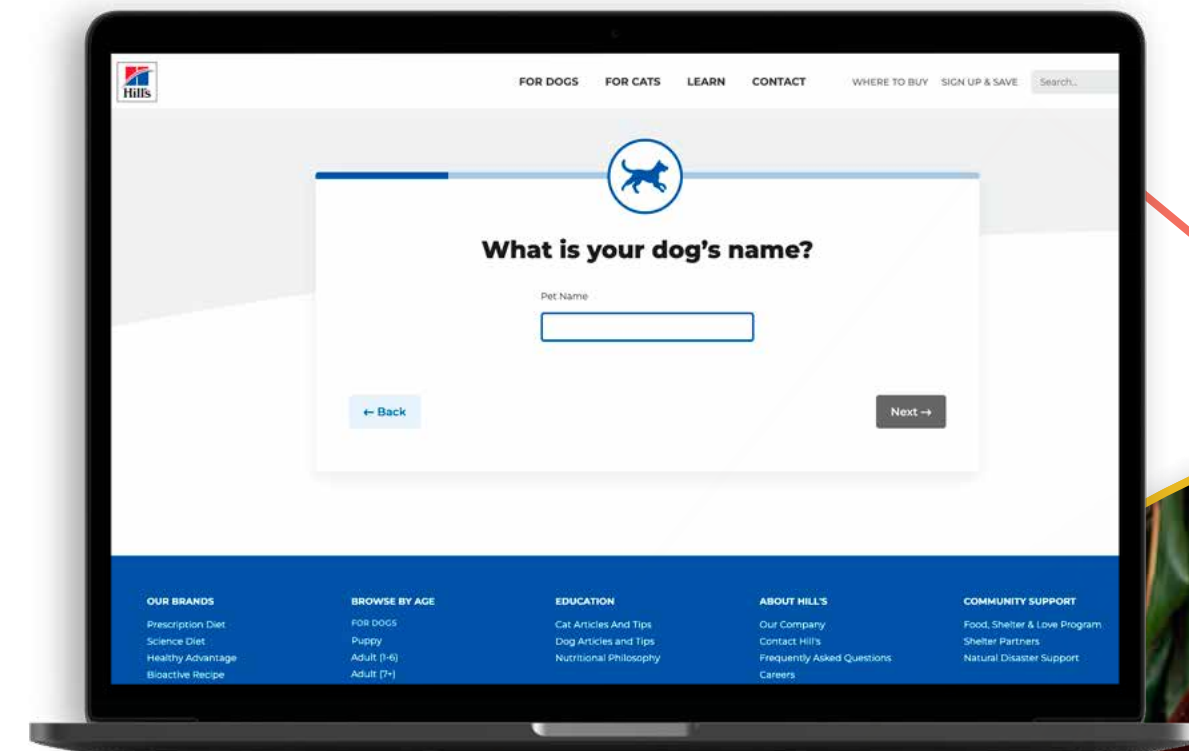 Hill's
FOR DOGS FOR CATS LEARN CONTACT WHERE TO BUY SIGN UP & SAVE Search...
What is your dog's name?
Pet Name
← Back
Next →
OUR BRANDS
Prescription Diet
Science Diet
Healthy Advantage
Bioactive Recipe
BROWSE BY AGE
FOR DOGS
Puppy
Adult (1-6)
Adult (7+)
EDUCATION
Cat Articles And Tips
Dog Articles and Tips
Nutritional Philosophy
ABOUT HILL'S
Our Company
Contact Hill's
Frequently Asked Questions
Careers
COMMUNITY SUPPORT
Food, Shelter & Love Program
Shelter Partners
Natural Disaster Support